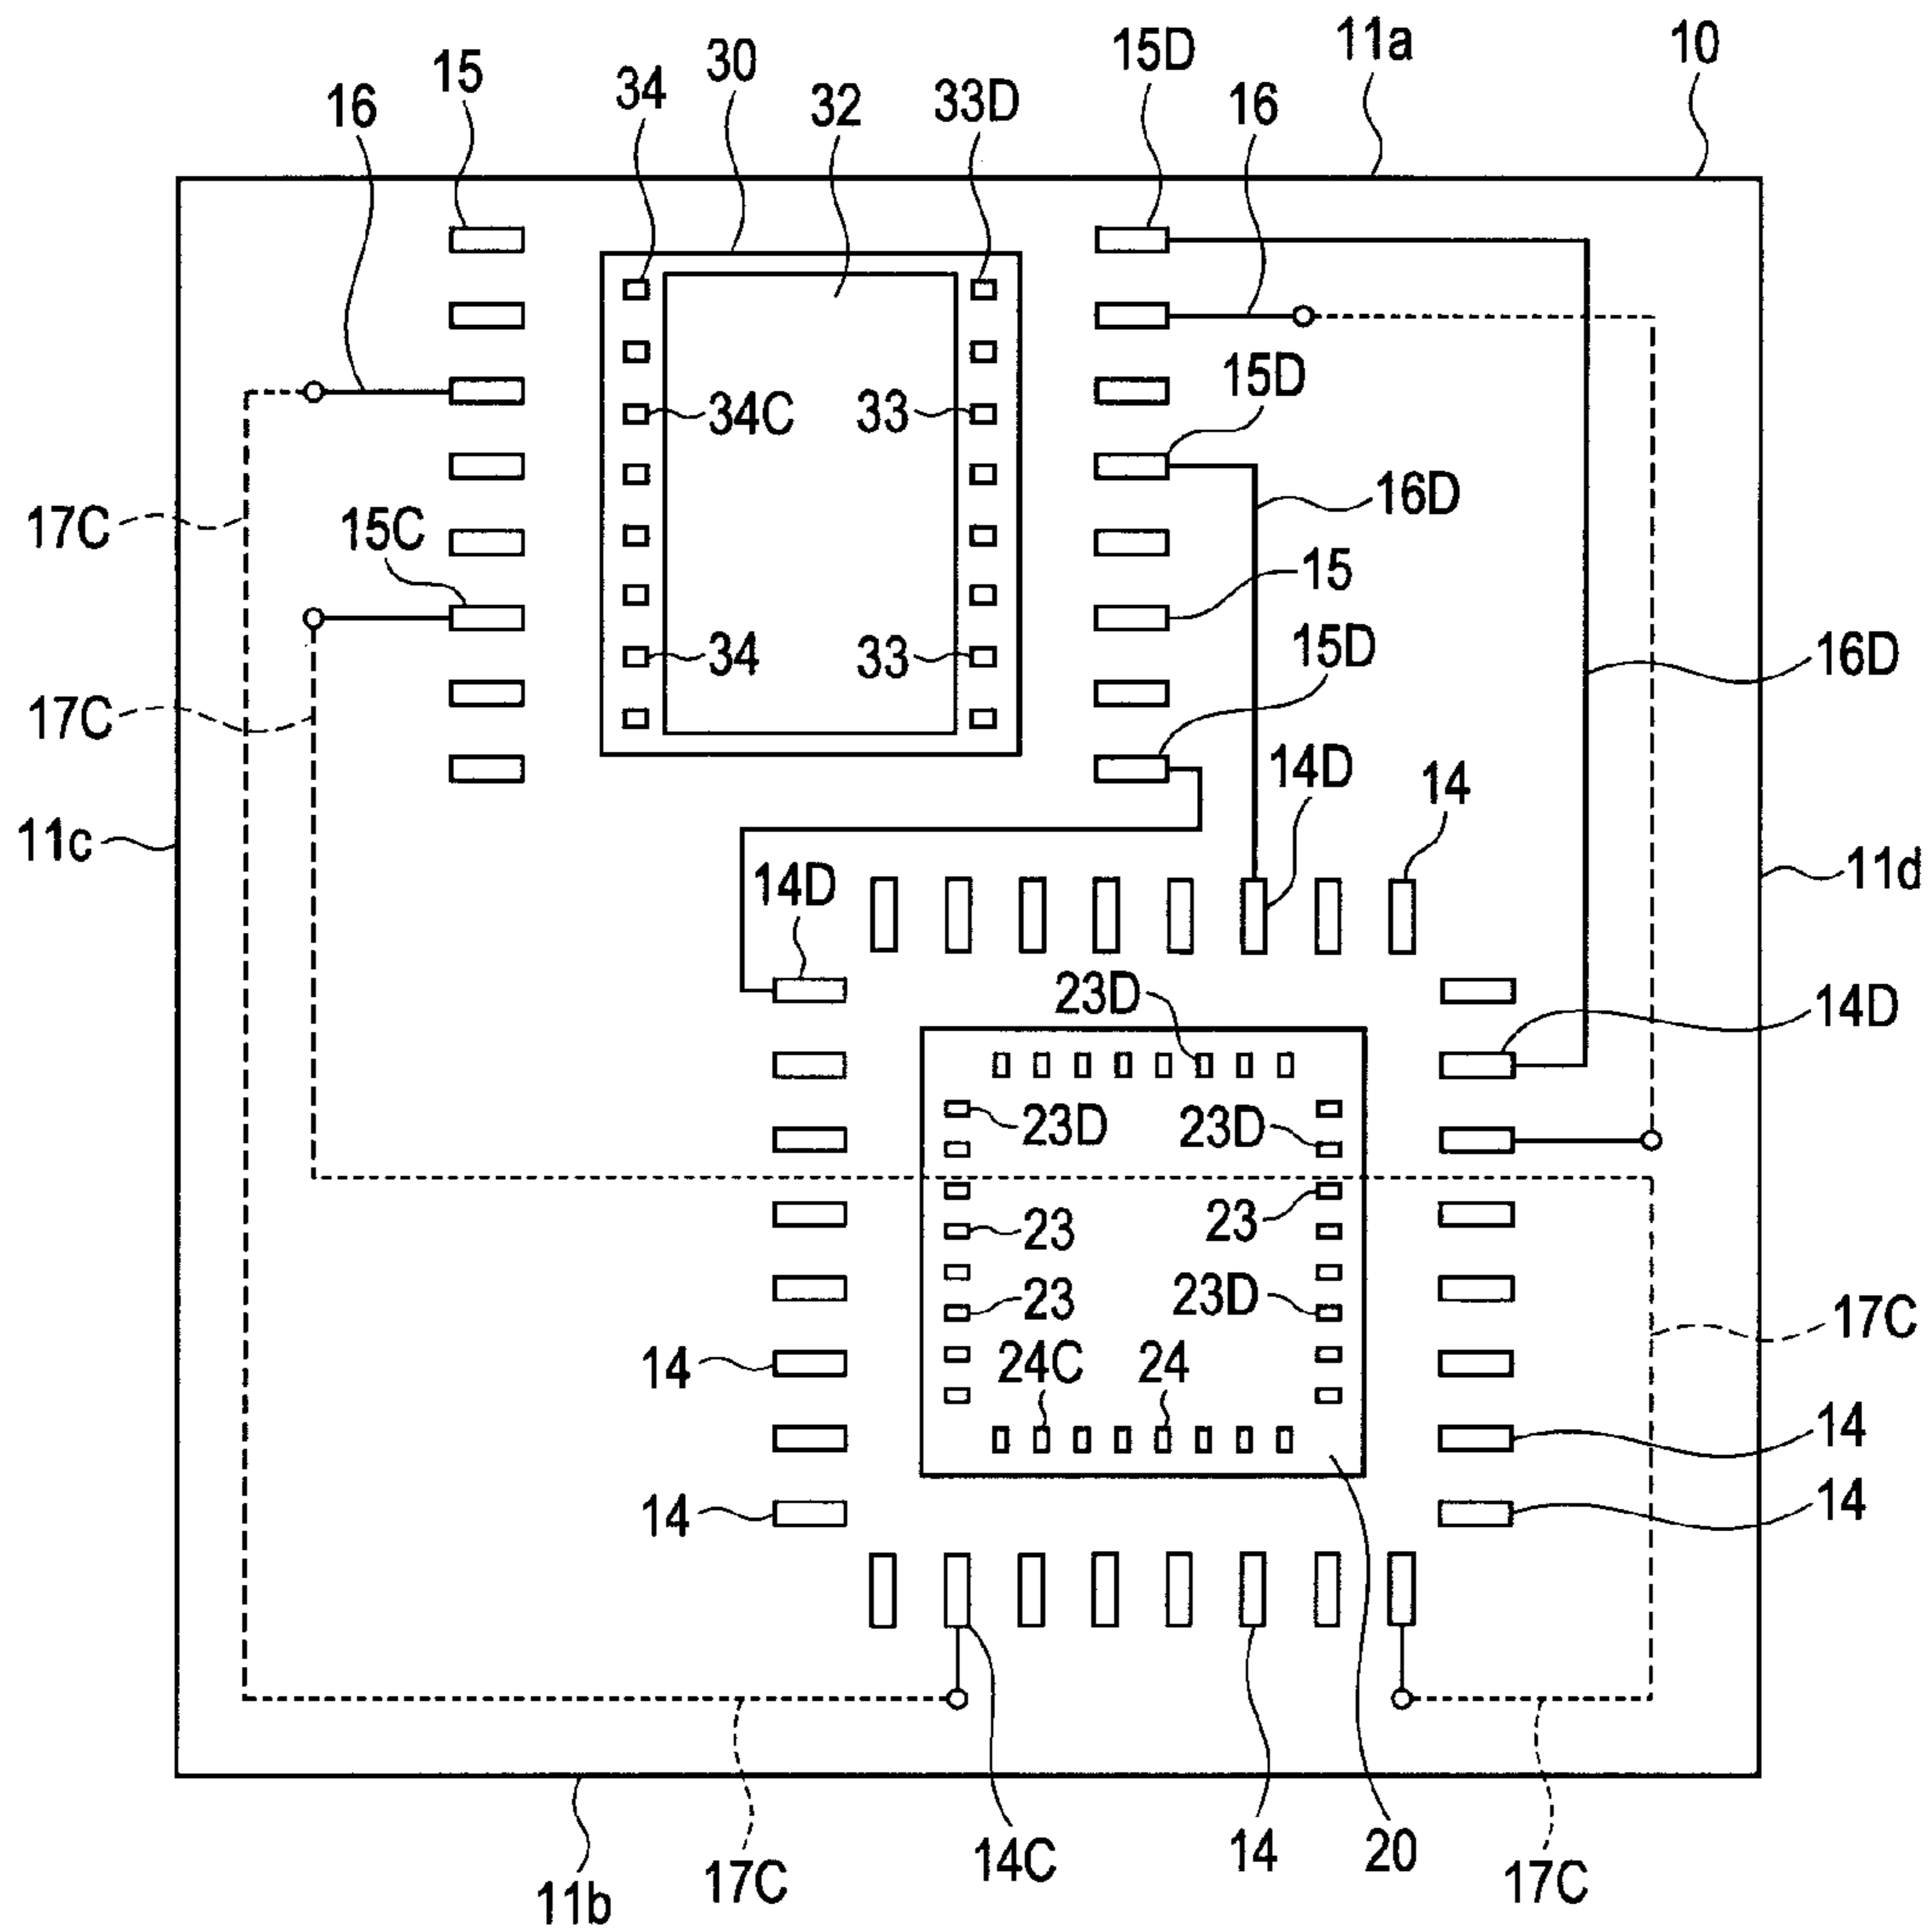 15 30 15D 11a 10
16 34 32 33D 16
15D
34C 33
16D
17C 15C
15
34 33 15D 16D
17C
14D 14
11c 11d
14D
23D 14D
23D 23D
23 23
23 23D 17C
14 24C 24
14
14 14
14C 14 20
17C 17C
11b